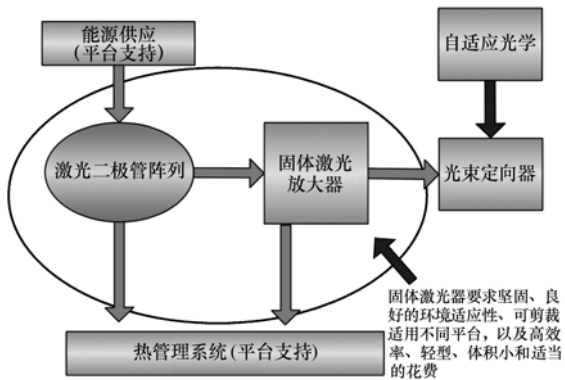 能源供应
(平台支持)
自适应光学
激光二极管阵列
固体激光
放大器
光束定向器
固体激光器要求坚固、良
好的环境适应性、可剪裁
适用不同平台，以及高效
率、轻型、体积小和适当
的花费
热管理系统(平台支持)